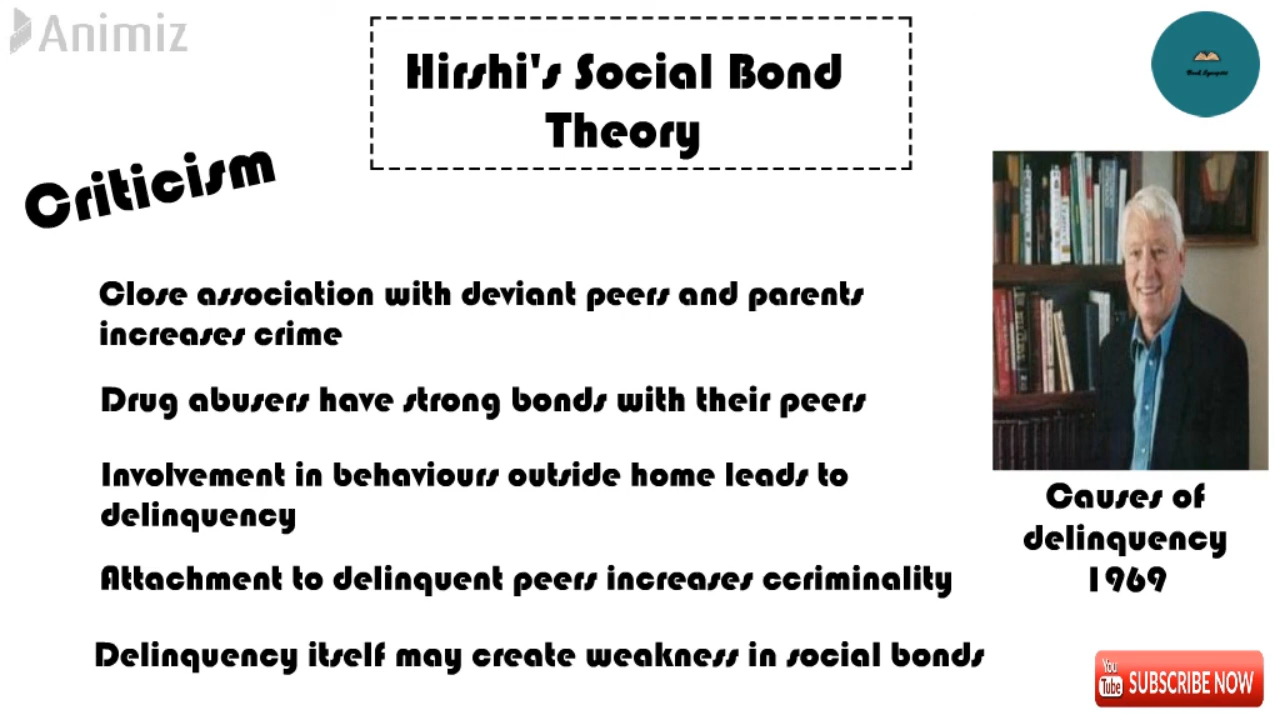 Animiz
Hirshi's Social Bond
Theory
Criticism
Close association with deviant peers and parents
increases crime
Drug abusers have strong bonds with their peers
Involvement in behaviours outside home leads to
delinquency
Attachment to delinquent peers increases ccriminality
Delinquency itself may create weakness in social bonds
Causes of
delinquency
1969
You
Tube SUBSCRIBE NOW